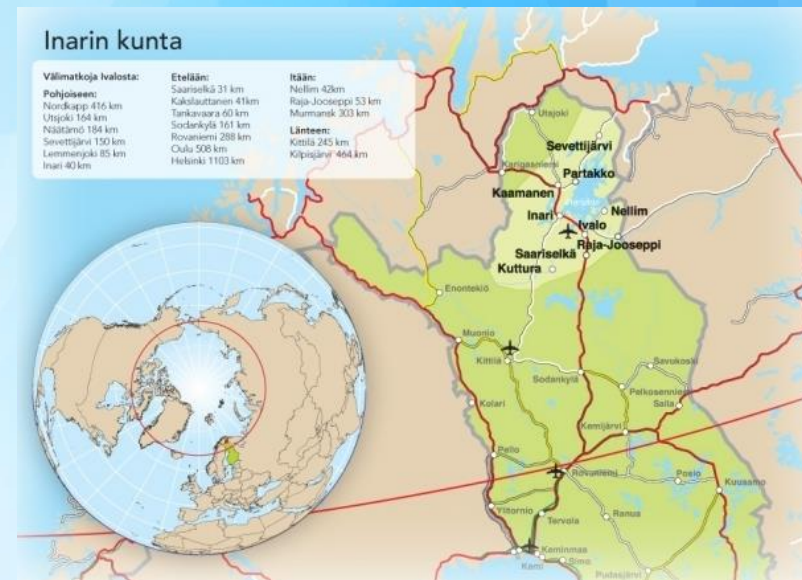 Inarin kunta
Välimatkoja Ivalosta:
Pohjoiseen:
Nordkapp 416 km
Utsjoki 164 km
Näätämö 184 km
Sevettijärvi 150 km
Lemmenjoki 85 km
Inari 40 km
Etelään:
Saariselkä 31 km
Kakslauttanen 41km
Tankavaara 60 km
Sodankylä 161 km
Rovaniemi 288 km
Oulu 508 km
Helsinki 1103 km
Itään:
Nellim 42km
Raja-Jooseppi 53 km
Murmansk 303 km
Länteen:
Kittilä 245 km
Kilpisjärvi 464 km
Utsjoki
Sevettijärvi
Karigasniemi
Partakko
Kaamanen
Inari
Nellim
Ivalo
Raja-Jooseppi
Saariselkä
Kuttura
Enontekiö
Muonio
Kittilä
Savukoski
Sodankylä
Pelkosenniemi
Kolari
Salla
Kemijärvi
Pello
Rovaniemi
Posio
Kuusamo
Ylitornio
Tervola
Ranua
Keminmaa
Kemi
Simo
Pudasjärvi